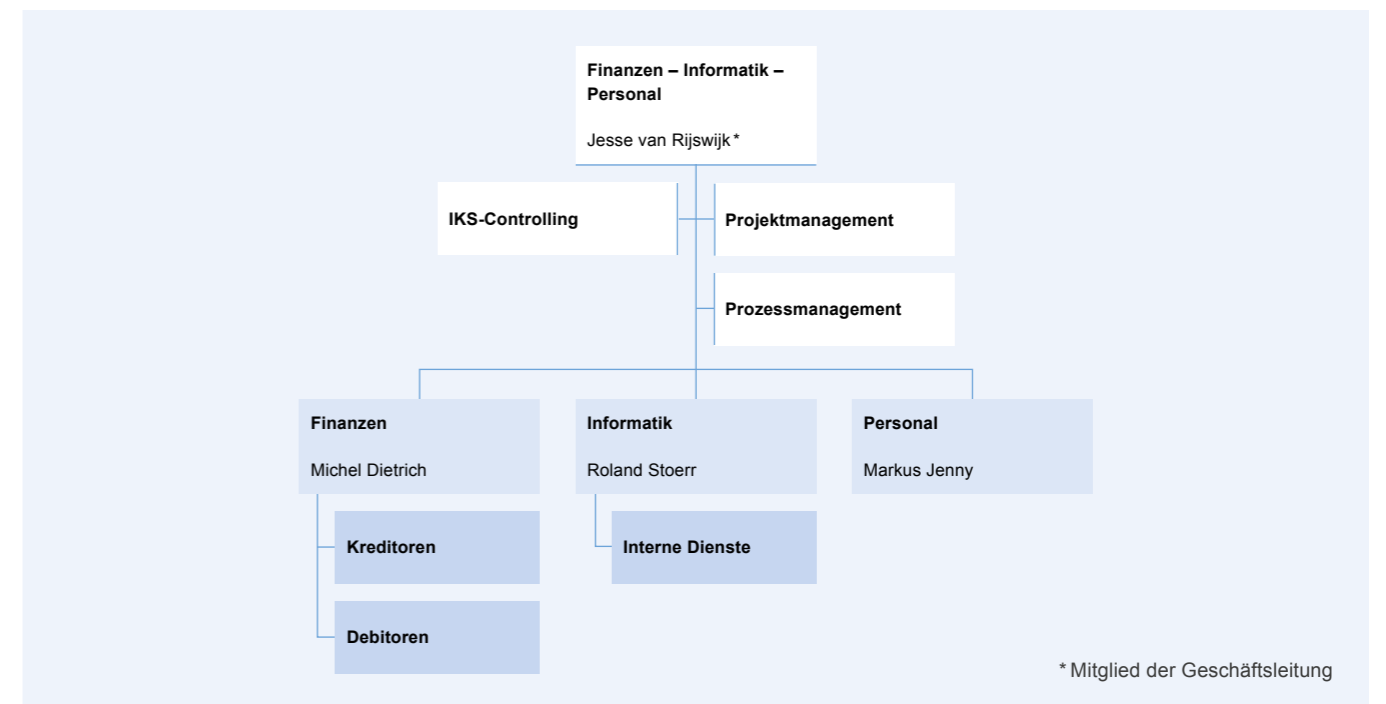 Finanzen – Informatik –
Personal
Jesse van Rijswijk *
IKS-Controlling
Projektmanagement
Prozessmanagement
Finanzen
Michel Dietrich
Informatik
Roland Stoerr
Personal
Markus Jenny
Kreditoren
Interne Dienste
Debitoren
* Mitglied der Geschäftsleitung